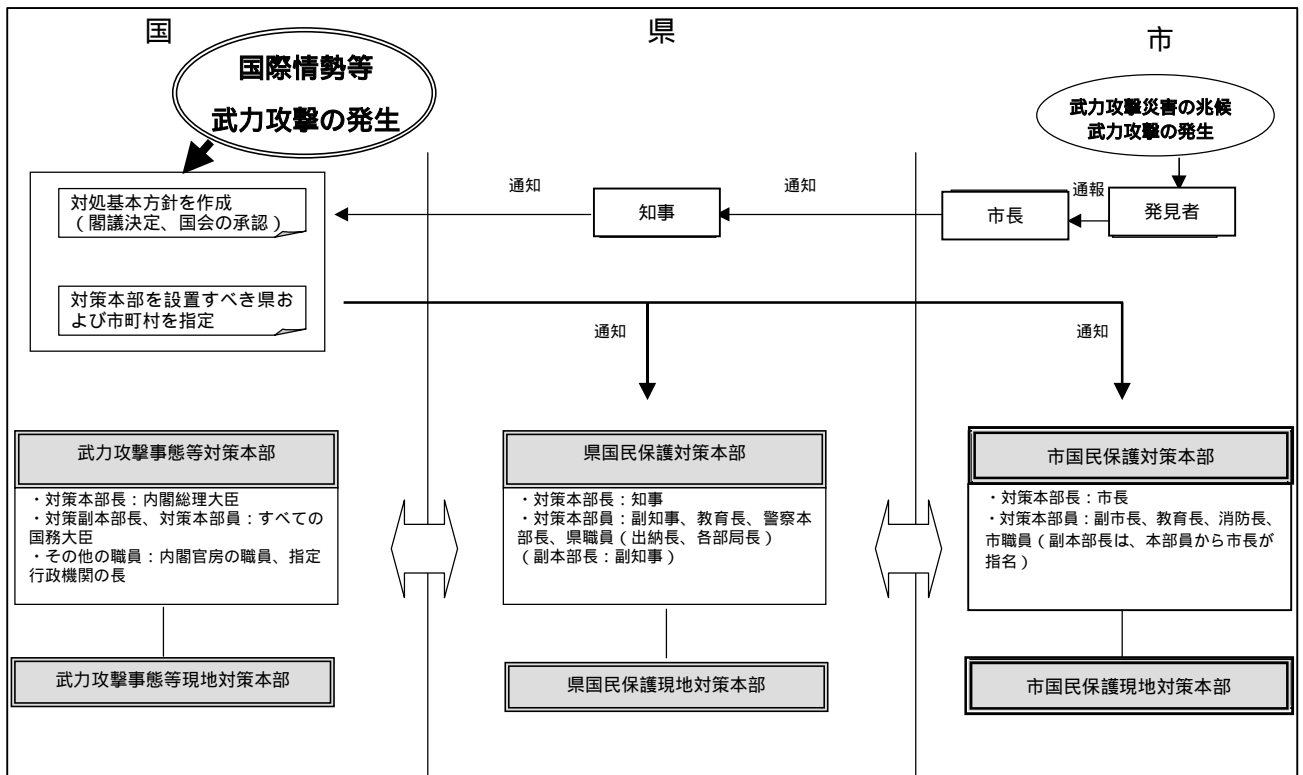 国
県
市
国際情勢等
武力攻撃の発生
武力攻撃災害の兆候
武力攻撃の発生
対処基本方針を作成
（閣議決定、国会の承認）
通知
知事
通知
市長
通報
発見者
対策本部を設置すべき県お
よび市町村を指定
通知
通知
武力攻撃事態等対策本部
・対策本部長：内閣総理大臣
・対策副本部長、対策本部員：すべての
国務大臣
・その他の職員：内閣官房の職員、指定
行政機関の長
県国民保護対策本部
・対策本部長：知事
・対策本部員：副知事、教育長、警察本
部長、県職員（出納長、各部局長）
（副本部長：副知事）
市国民保護対策本部
・対策本部長：市長
・対策本部員：副市長、教育長、消防長、
市職員（副本部長は、本部員から市長が
指名）
武力攻撃事態等現地対策本部
県国民保護現地対策本部
市国民保護現地対策本部